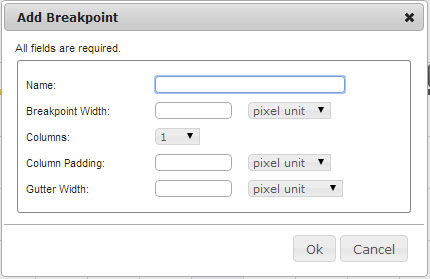 Add Breakpoint
All fields are required.
Name:
Breakpoint Width: pixel unit
Columns: 1
Column Padding: pixel unit
Gutter Width: pixel unit
Ok Cancel